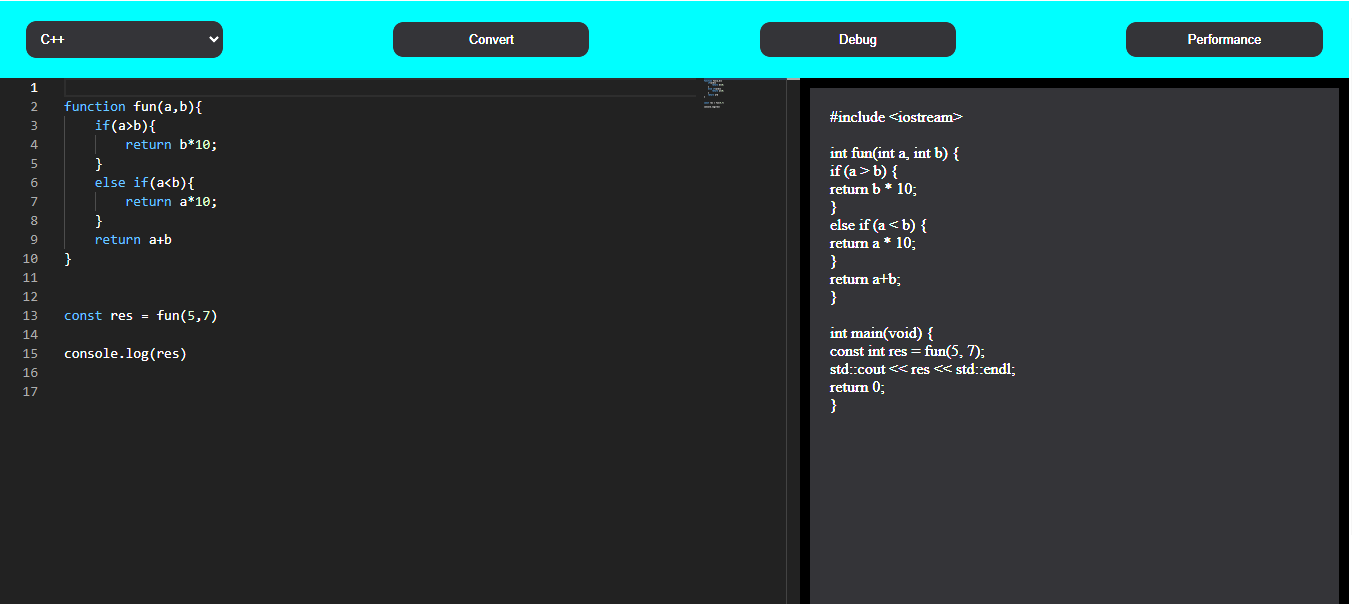 C++
Convert
Debug
Performance
1
2 function fun(a,b){
3 if(a>b){
4 return b*10;
5 }
6 else if(a<b){
7 return a*10;
8 }
9 return a+b
10 }
11
12
13 const res = fun(5,7)
14
15 console.log(res)
16
17
#include <iostream>
int fun(int a, int b) {
if (a > b) {
return b * 10;
}
else if (a < b) {
return a * 10;
}
return a+b;
}
int main(void) {
const int res = fun(5, 7);
std::cout << res << std::endl;
return 0;
}